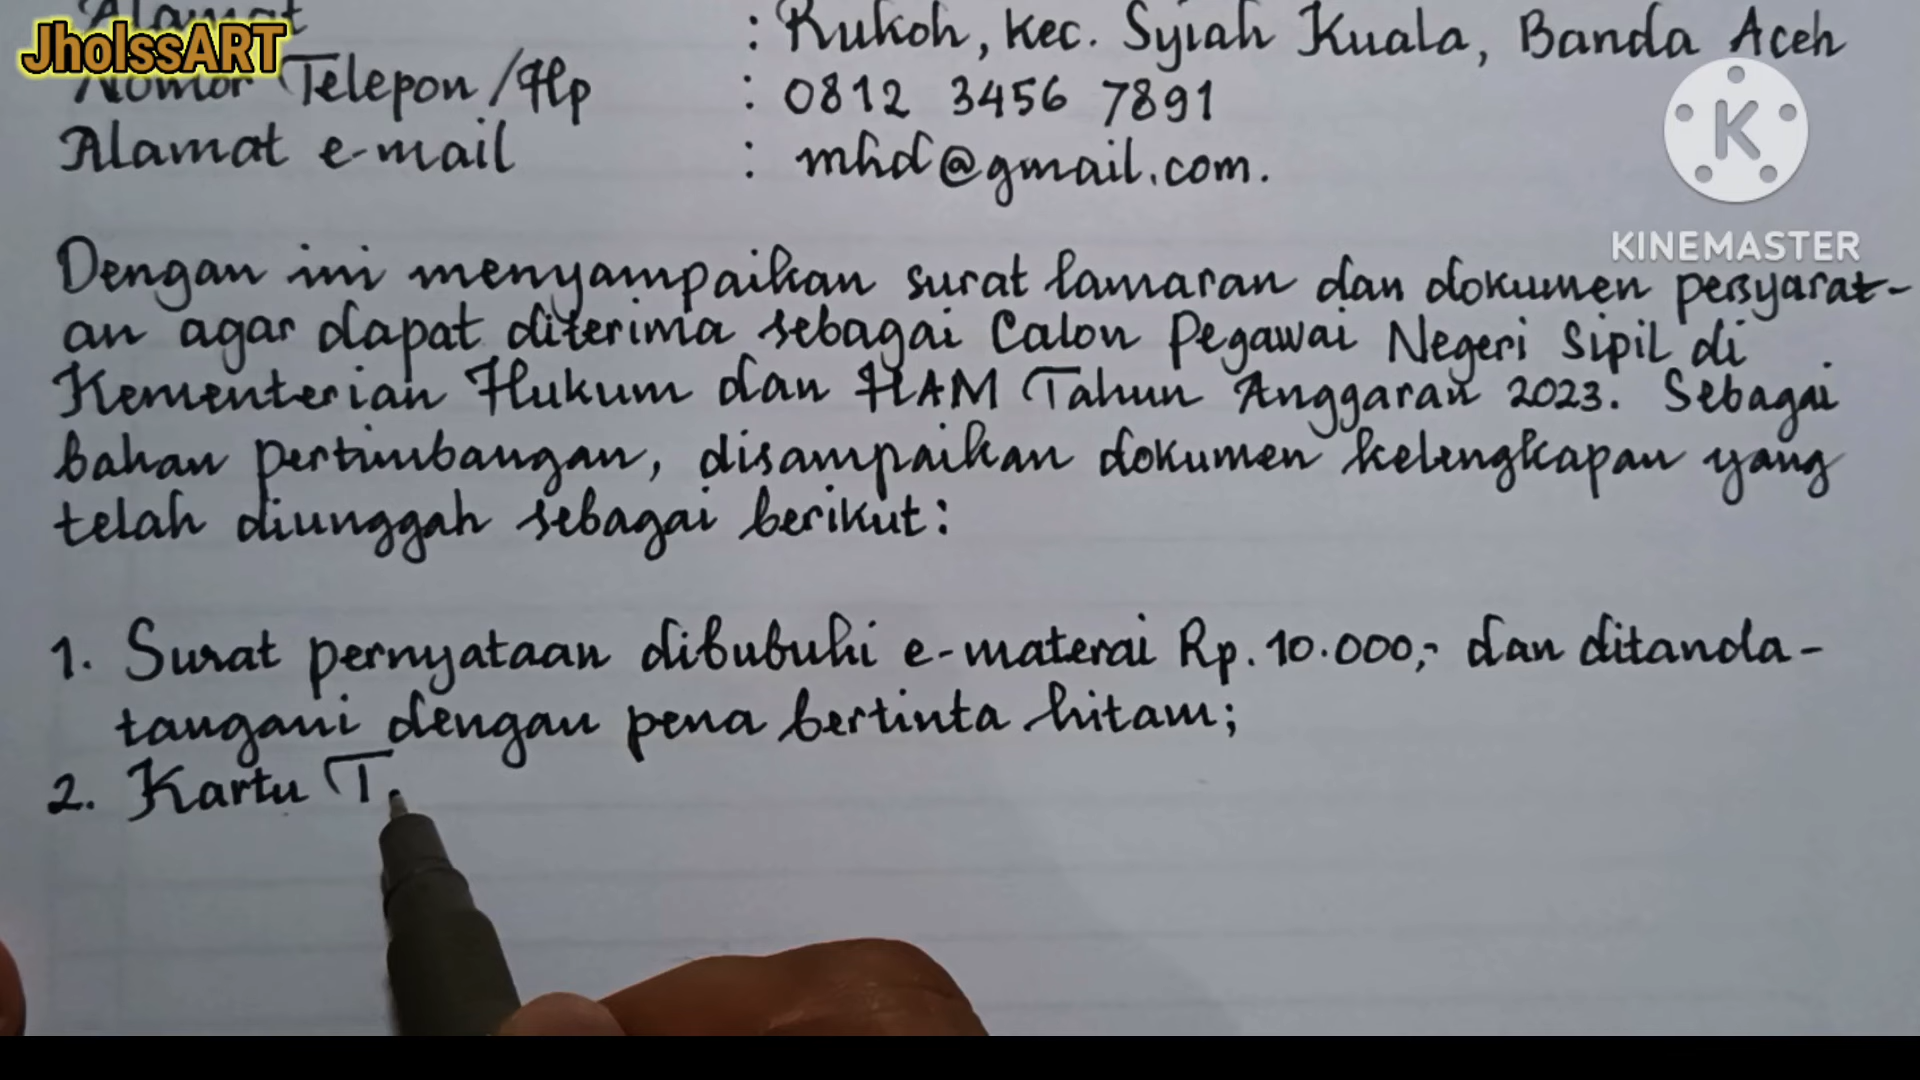 Alamat : Rukoh, Kec. Syiah Kuala, Banda Aceh
JholssART
Nomor Telepon/Hp : 0812 3456 7891
Alamat e-mail : mhd@gmail.com.
KINEMASTER
Dengan ini menyampaikan surat lamaran dan dokumen persyarat-
an agar dapat diterima sebagai Calon Pegawai Negeri Sipil di
Kementerian Hukum dan HAM Tahun Anggaran 2023. Sebagai
bahan pertimbangan, disampaikan dokumen kelengkapan yang
telah diunggah sebagai berikut:
1. Surat pernyataan dibubuhi e-materai Rp. 10.000,- dan ditanda-
tangani dengan pena bertinta hitam;
2. Kartu T